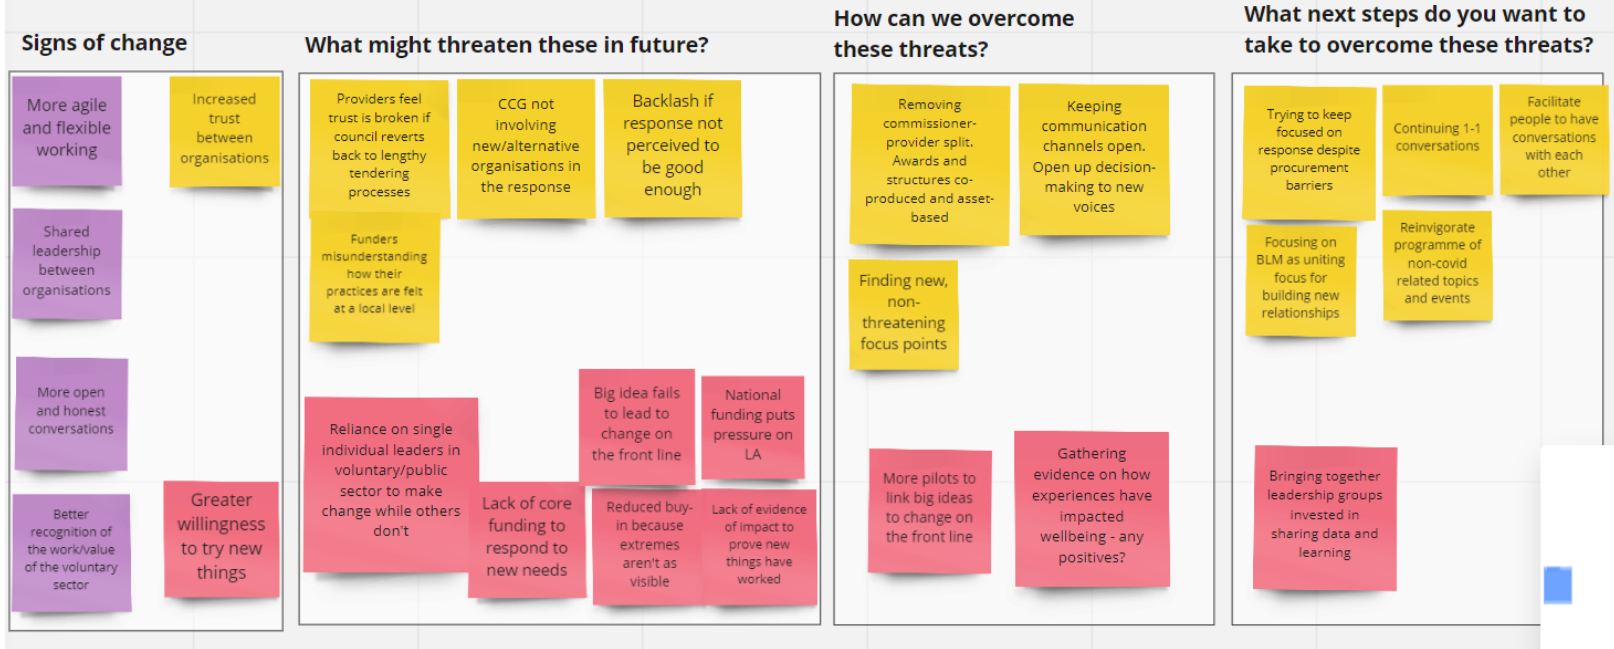 Signs of change
More agile
and flexible
working
Increased
trust
between
organisations
Shared
leadership
between
organisations
More open
and honest
conversations
Better
recognition of
the work/value
of the voluntary
sector
Greater
willingness
to try new
things
What might threaten these in future?
Providers feel
trust is broken if
council reverts
back to lengthy
tendering
processes
CCG not
involving
new/alternative
organisations in
the response
Backlash if
response not
perceived to
be good
enough
Funders
misunderstanding
how their
practices are felt
at a local level
Reliance on single
individual leaders in
voluntary/public
sector to make
change while others
don't
Big idea fails
to lead to
change on
the front line
National
funding puts
pressure on
LA
Lack of core
funding to
respond to
new needs
Reduced buy-
in because
extremes
aren't as
visible
Lack of evidence
of impact to
prove new
things have
worked
How can we overcome
these threats?
Removing
commissioner-
provider split.
Awards and
structures co-
produced and asset-
based
Keeping
communication
channels open.
Open up decision-
making to new
voices
Finding new,
non-
threatening
focus points
More pilots to
link big ideas
to change on
the front line
Gathering
evidence on how
experiences have
impacted
wellbeing - any
positives?
What next steps do you want to
take to overcome these threats?
Trying to keep
focused on
response despite
procurement
barriers
Continuing 1-1
conversations
Facilitate
people to have
conversations
with each
other
Focusing on
BLM as uniting
focus for
building new
relationships
Reinvigorate
programme of
non-covid
related topics
and events
Bringing together
leadership groups
invested in
sharing data and
learning